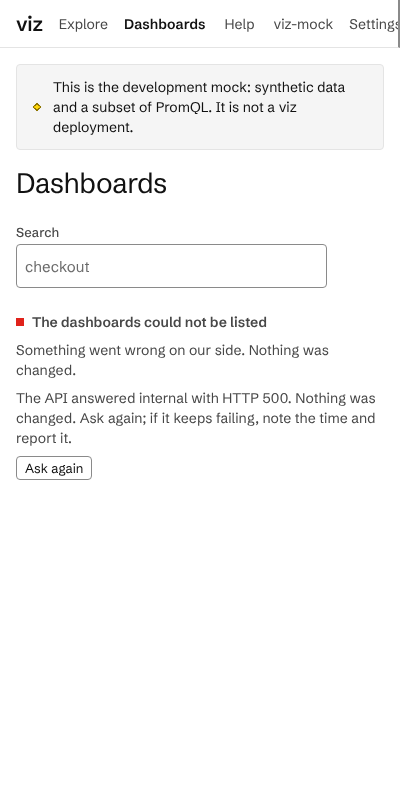 viz Explore Dashboards Help viz-mock Settings
This is the development mock: synthetic data
and a subset of PromQL. It is not a viz
deployment.
Dashboards
Search
checkout
The dashboards could not be listed
Something went wrong on our side. Nothing was
changed.
The API answered internal with HTTP 500. Nothing was
changed. Ask again; if it keeps failing, note the time and
report it.
Ask again